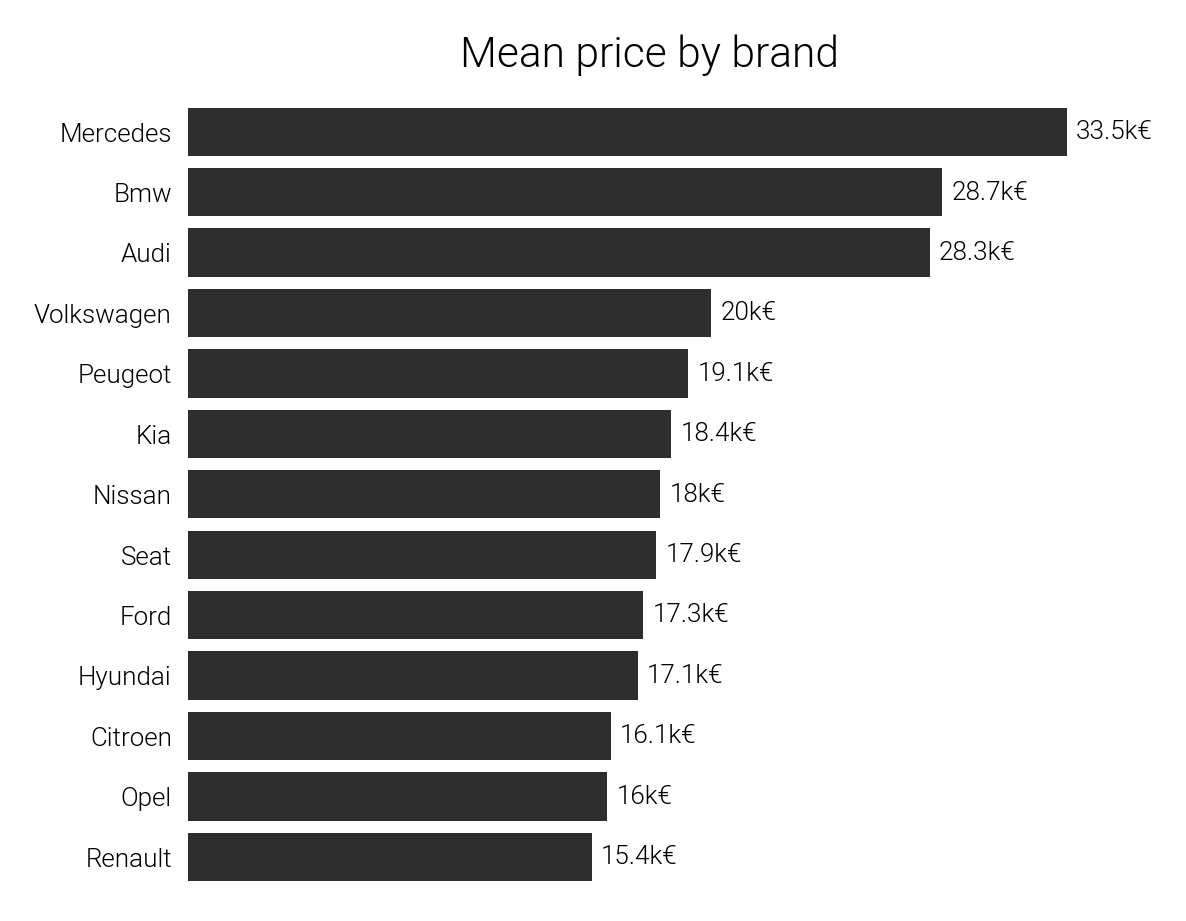 Mean price by brand
Mercedes 33.5k€
Bmw 28.7k€
Audi 28.3k€
Volkswagen 20k€
Peugeot 19.1k€
Kia 18.4k€
Nissan 18k€
Seat 17.9k€
Ford 17.3k€
Hyundai 17.1k€
Citroen 16.1k€
Opel 16k€
Renault 15.4k€